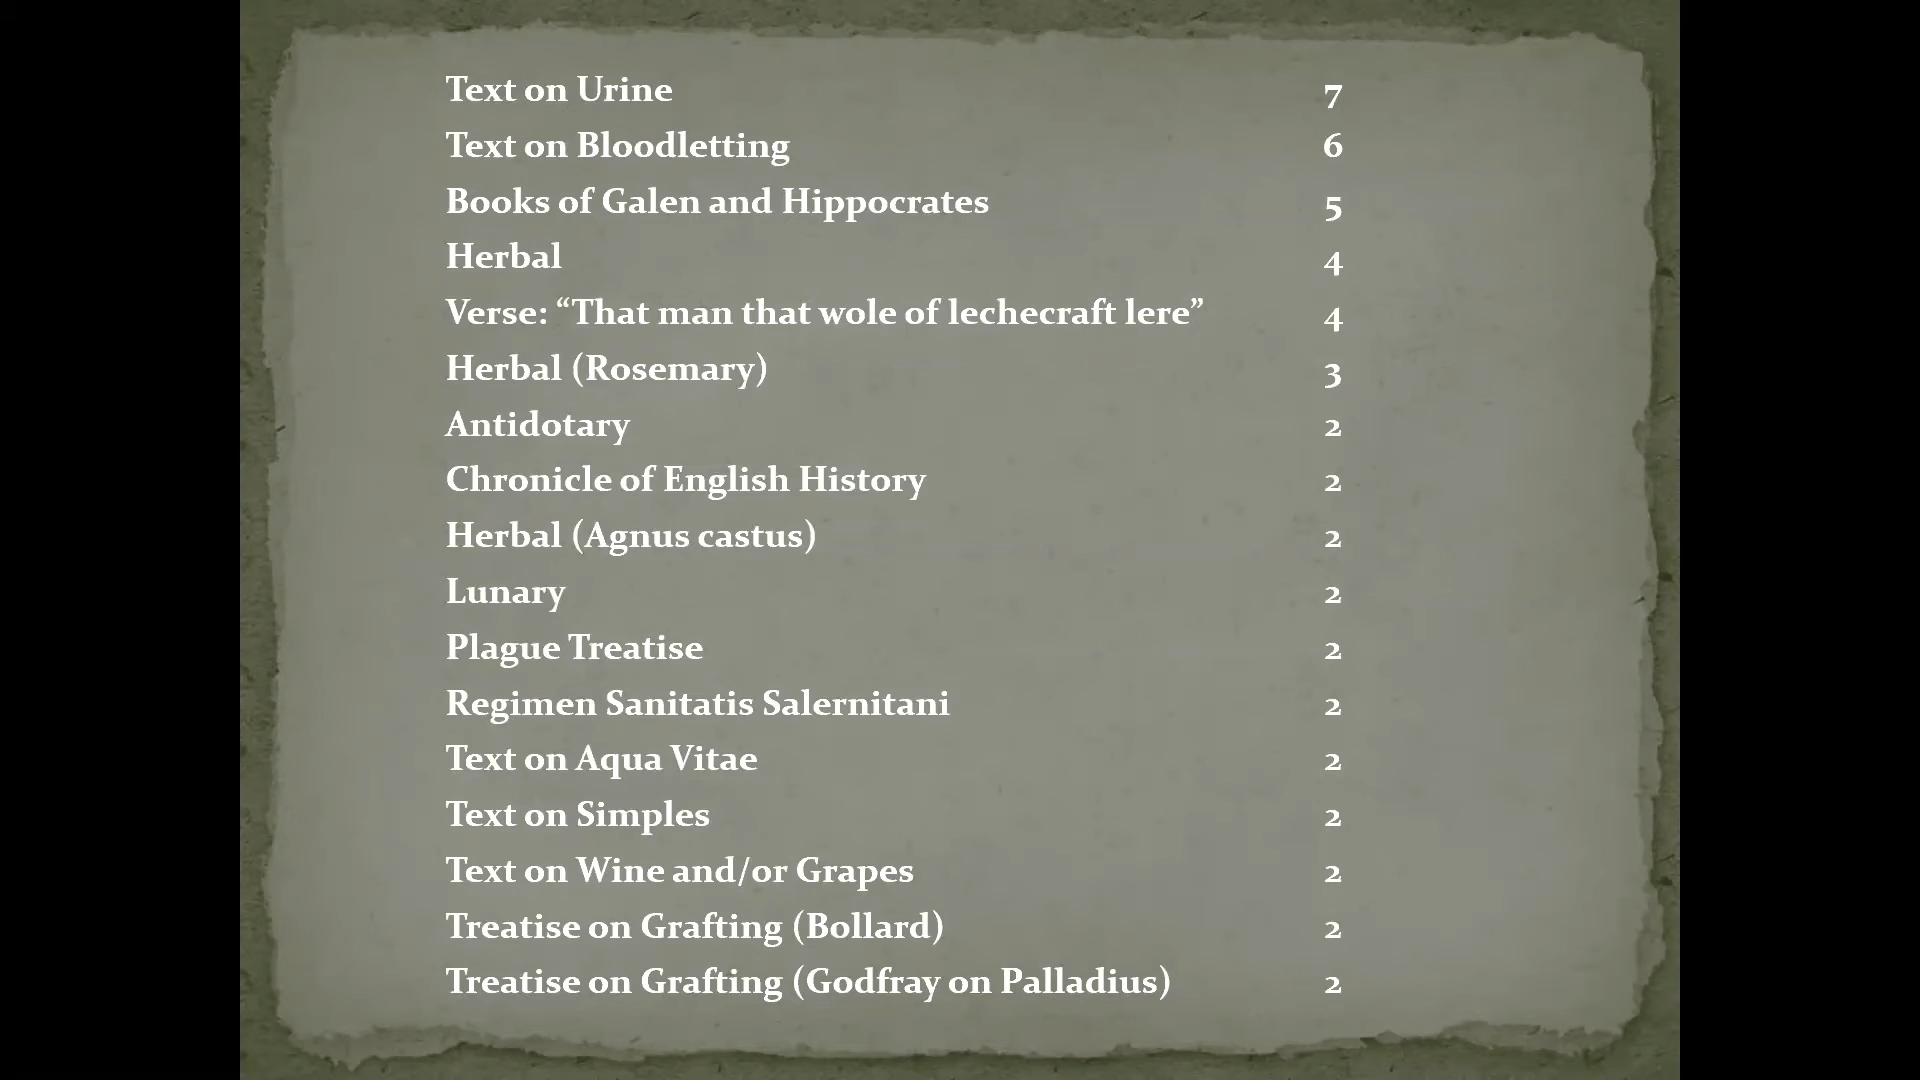 Text on Urine 7
Text on Bloodletting 6
Books of Galen and Hippocrates 5
Herbal 4
Verse: “That man that wole of lechecraft lere” 4
Herbal (Rosemary) 3
Antidotary 2
Chronicle of English History 2
Herbal (Agnus castus) 2
Lunary 2
Plague Treatise 2
Regimen Sanitatis Salernitani 2
Text on Aqua Vitae 2
Text on Simples 2
Text on Wine and/or Grapes 2
Treatise on Grafting (Bollard) 2
Treatise on Grafting (Godfray on Palladius) 2